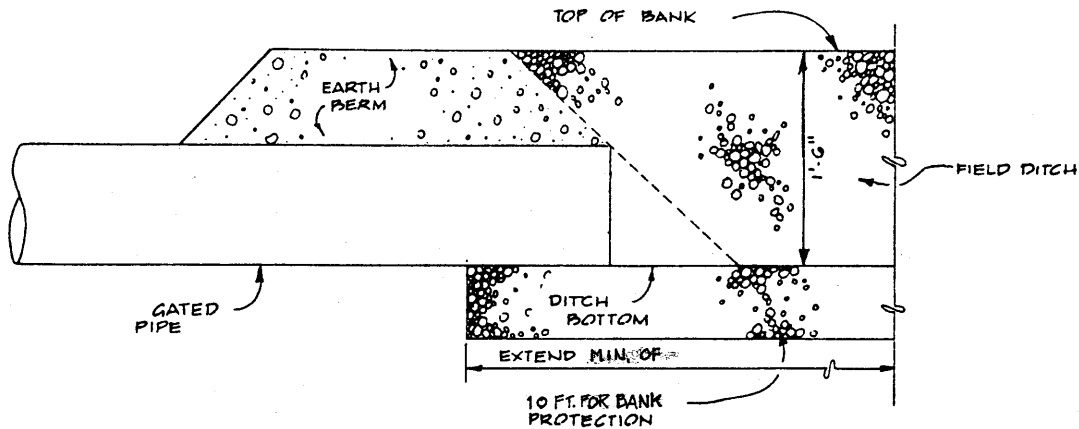 TOP OF BANK
EARTH
BERM
1'-6"
FIELD DITCH
GATED
PIPE
DITCH
BOTTOM
EXTEND MIN. OF
10 FT. FOR BANK
PROTECTION